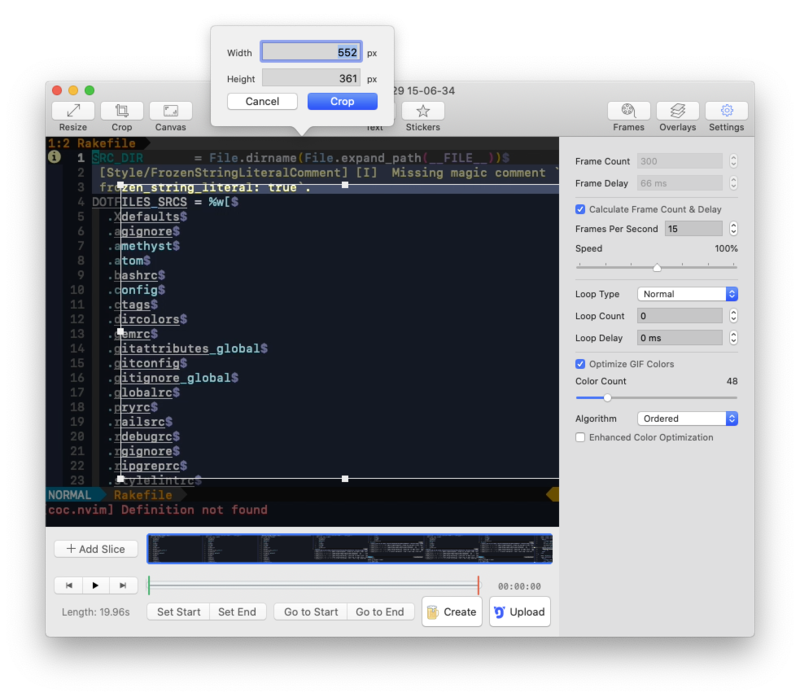 Width 552 px
Height 361 px
Cancel Crop
29 15-06-34
Resize Crop Canvas Text Stickers Frames Overlays Settings
1:2 Rakefile
i 1 SRC_DIR = File.dirname(File.expand_path(__FILE__))$
2 [Style/FrozenStringLiteralComment] [I] Missing magic comment `
3 frozen_string_literal: true`.
4 DOTFILES_SRCS = %w[$
5 .Xdefaults$
6 .agignore$
7 .amethyst$
8 .atom$
9 .bashrc$
10 .config$
11 .ctags$
12 .dircolors$
13 .gemrc$
14 .gitattributes_global$
15 .gitconfig$
16 .gitignore_global$
17 .globalrc$
18 .pryrc$
19 .railsrc$
20 .rdebugrc$
21 .rgignore$
22 .ripgreprc$
23 .stylelintrc$
NORMAL Rakefile
coc.nvim] Definition not found
Frame Count 300
Frame Delay 66 ms
Calculate Frame Count & Delay
Frames Per Second 15
Speed 100%
Loop Type Normal
Loop Count 0
Loop Delay 0 ms
Optimize GIF Colors
Color Count 48
Algorithm Ordered
Enhanced Color Optimization
+ Add Slice
00:00:00
Length: 19.96s Set Start Set End Go to Start Go to End Create Upload